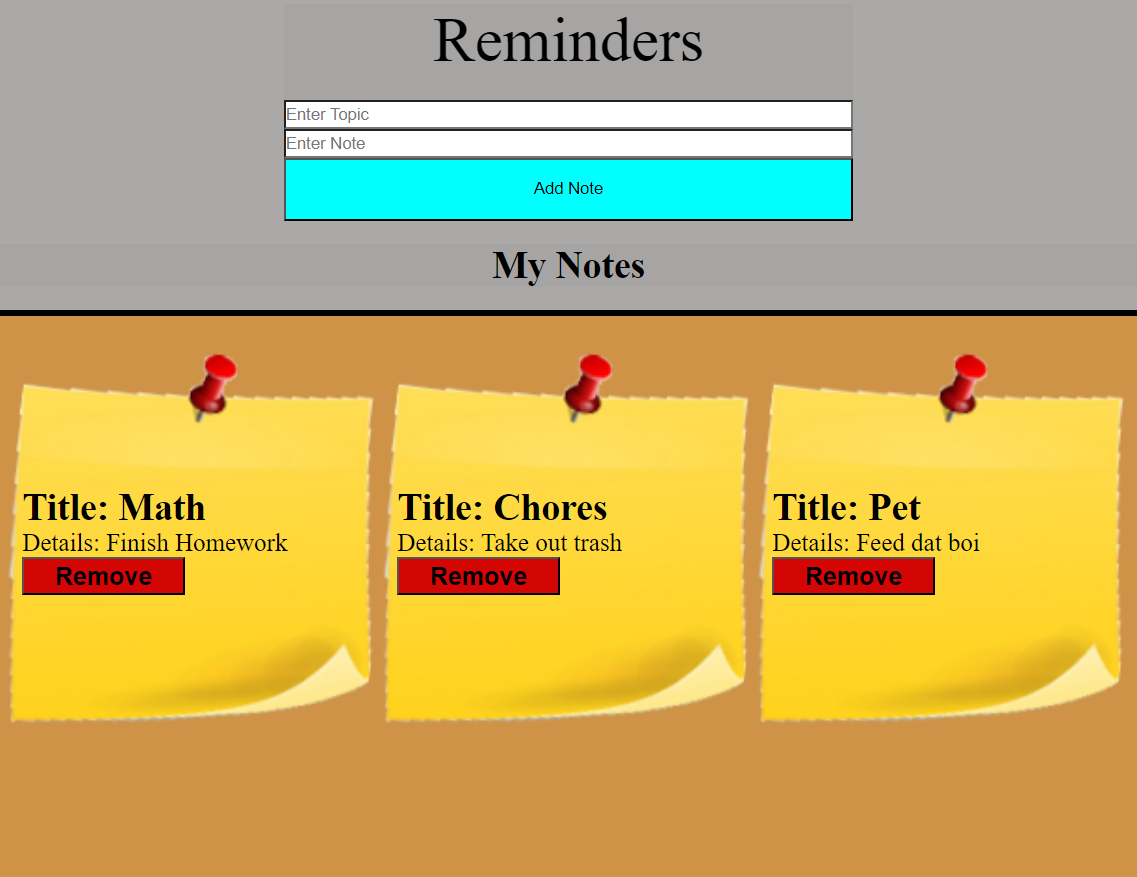 Reminders
Enter Topic
Enter Note
Add Note
My Notes
Title: Math
Details: Finish Homework
Remove
Title: Chores
Details: Take out trash
Remove
Title: Pet
Details: Feed dat boi
Remove